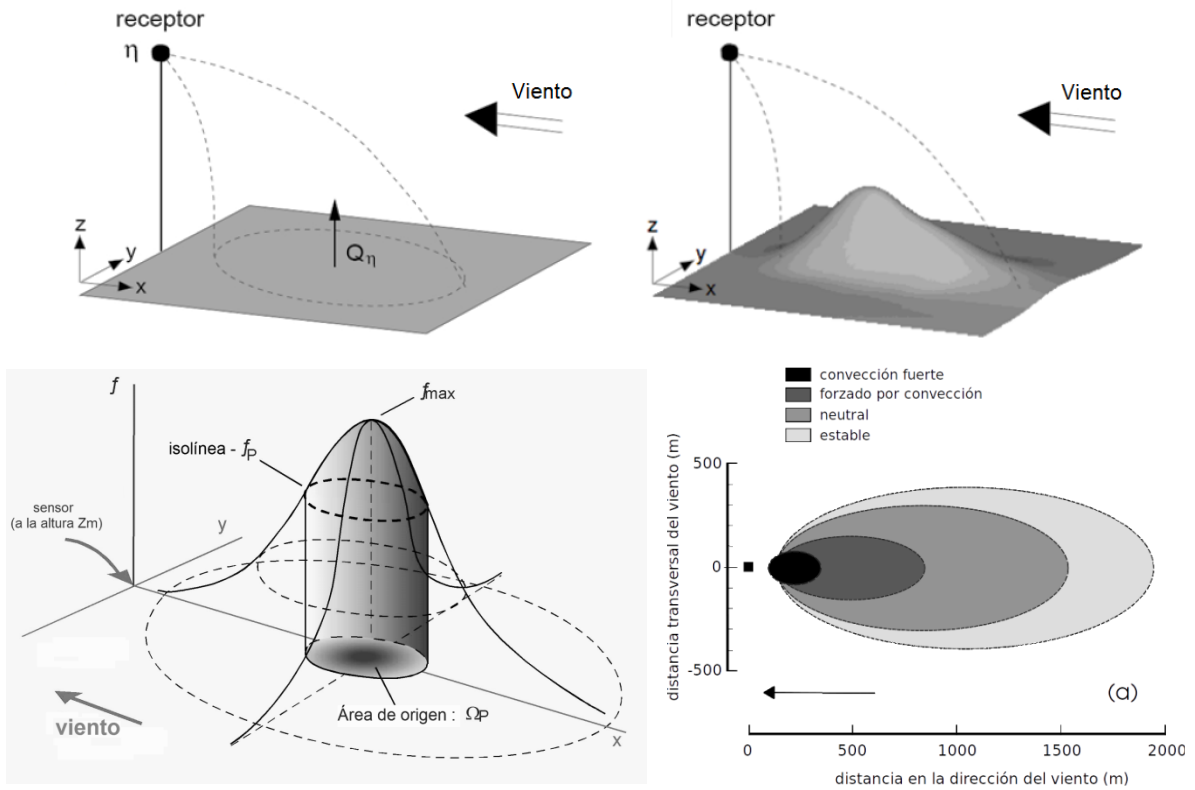 receptor
η
Viento
z
y
x
Qη
receptor
Viento
z
y
x
f
fmax
isolínea - fP
sensor
(a la altura Zm)
y
Área de origen : ΩP
viento
x
convección fuerte
forzado por convección
neutral
estable
distancia transversal del viento (m)
500
0
-500
(a)
0
500
1000
1500
2000
distancia en la dirección del viento (m)